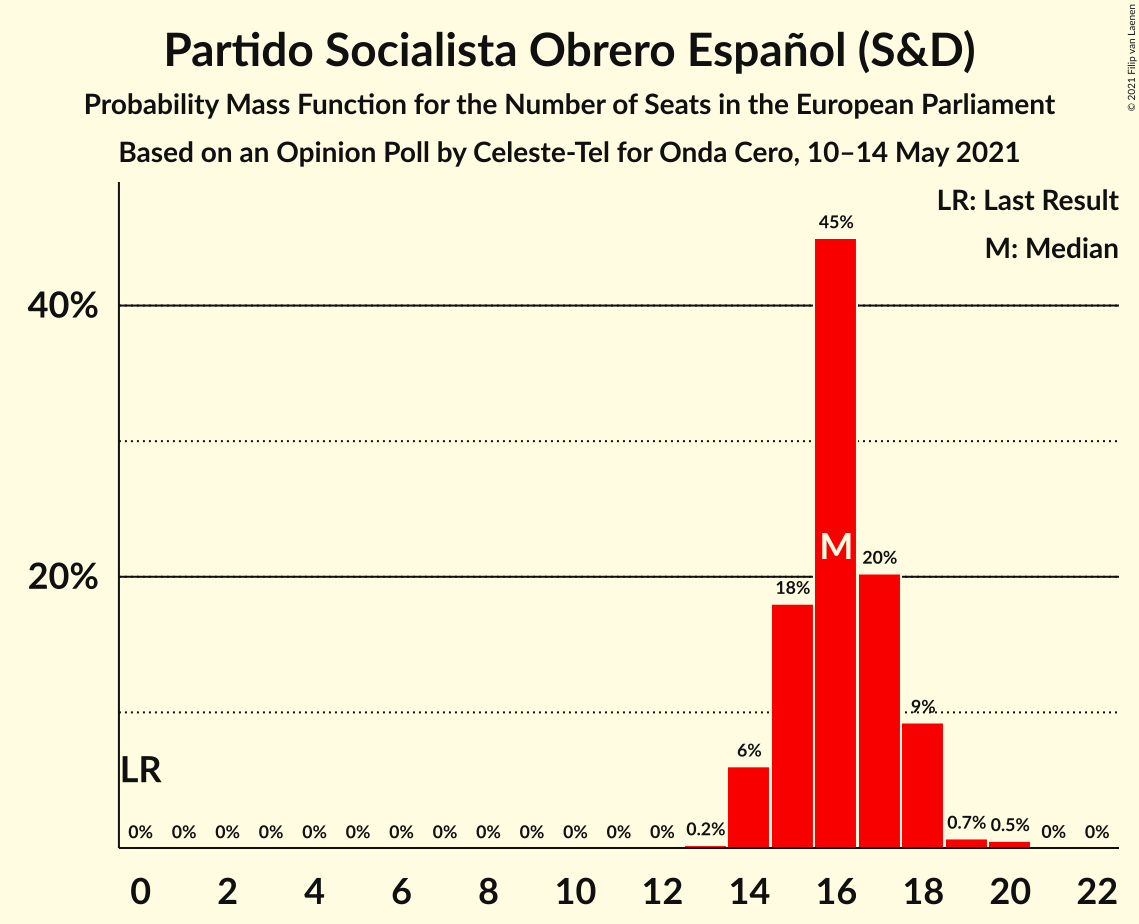 Partido Socialista Obrero Español (S&D)
Probability Mass Function for the Number of Seats in the European Parliament
Based on an Opinion Poll by Celeste-Tel for Onda Cero, 10–14 May 2021
© 2021 Filip van Laenen
LR: Last Result
M: Median
45%
40%
M
20%
20%
18%
9%
6%
LR
0% 0% 0% 0% 0% 0% 0% 0% 0% 0% 0% 0% 0% 0.2% 0.7% 0.5% 0% 0%
0 2 4 6 8 10 12 14 16 18 20 22